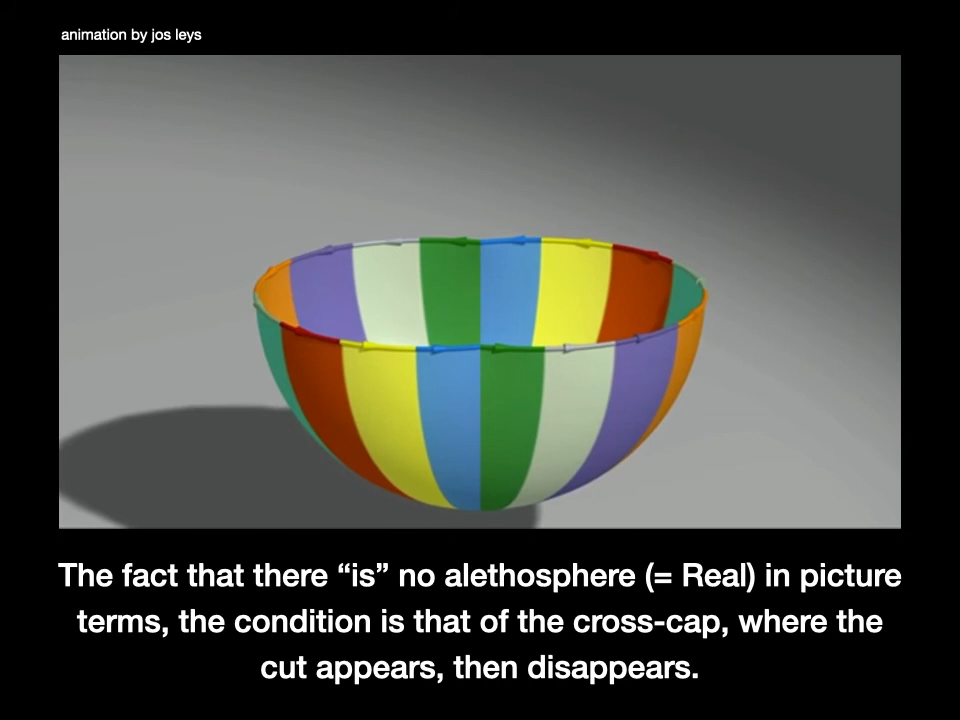 animation by jos leys
The fact that there “is” no alethosphere (= Real) in picture
terms, the condition is that of the cross-cap, where the
cut appears, then disappears.